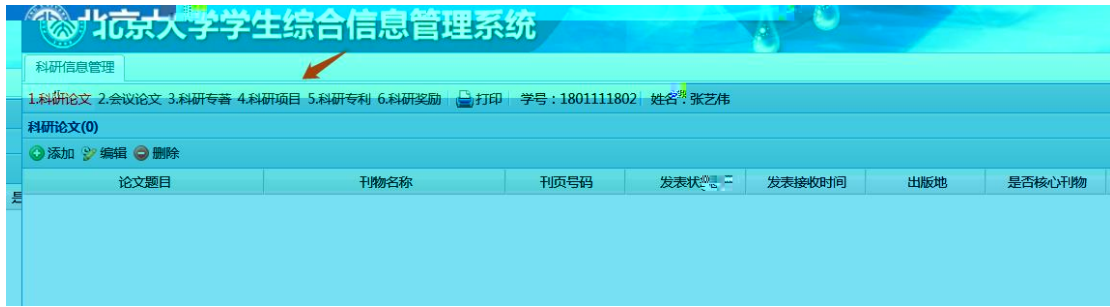 北京大学学生综合信息管理系统
科研信息管理
1.科研论文 2.会议论文 3.科研专著 4.科研项目 5.科研专利 6.科研奖励 打印 学号：1801111802 姓名：张艺伟
科研论文(0)
添加 编辑 删除
论文题目 刊物名称 刊页号码 发表状 发表接收时间 出版地 是否核心刊物
是